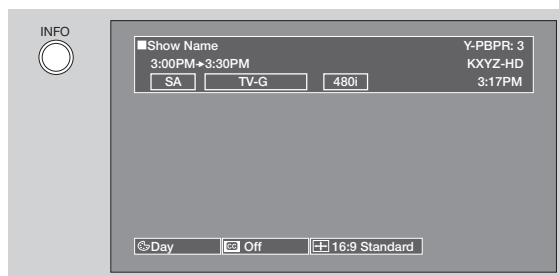 INFO
■Show Name Y-PBPR: 3
3:00PM→3:30PM KXYZ-HD
SA TV-G 480i 3:17PM
Day CC Off 16:9 Standard